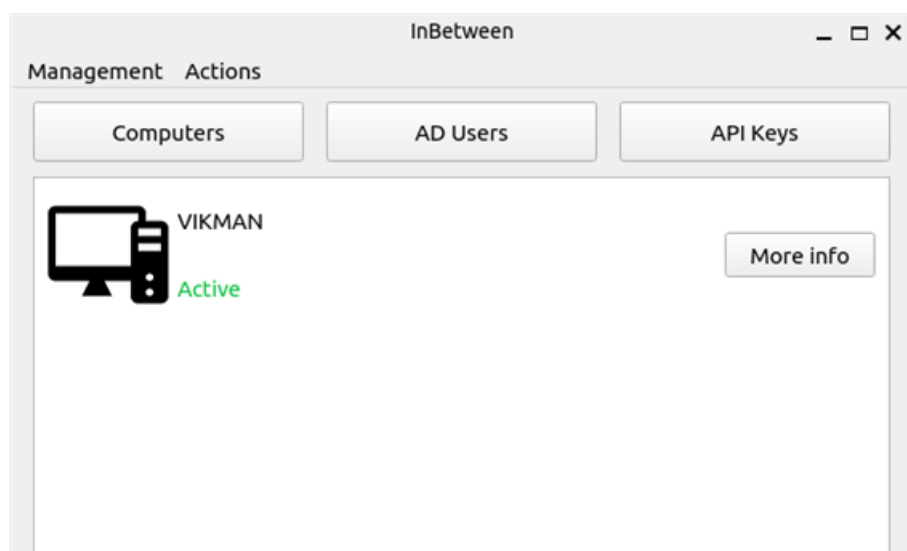 InBetween
Management Actions
Computers AD Users API Keys
VIKMAN
More info
Active